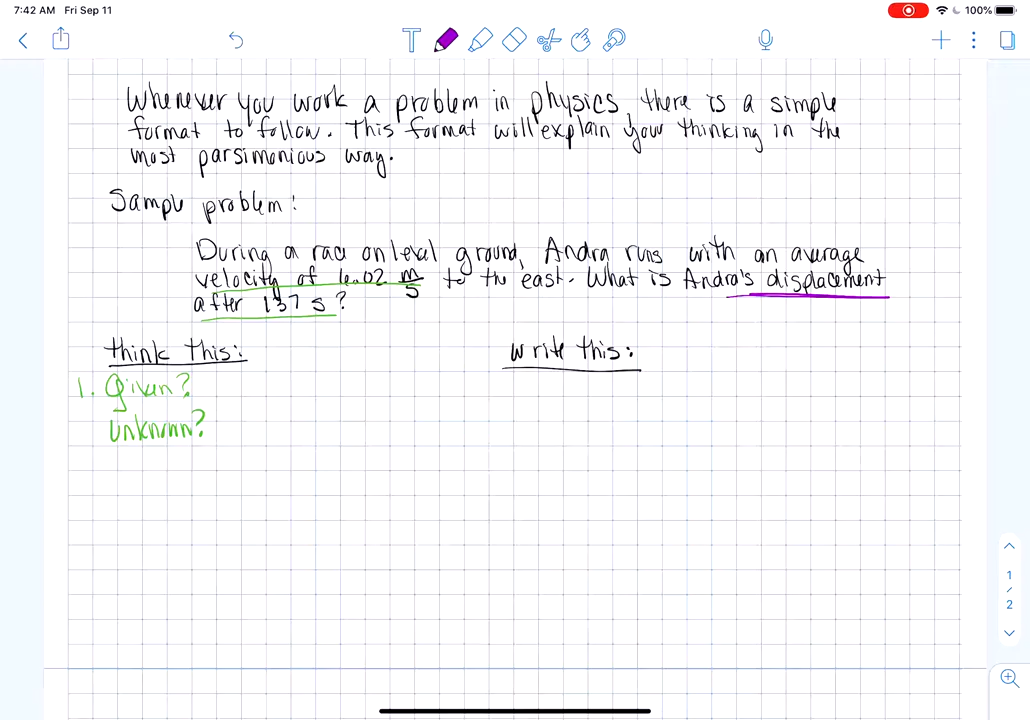 7:42 AM Fri Sep 11 100%
Whenever you work a problem in physics there is a simple
format to follow. This format will explain your thinking in the
most parsimonious way.
Sample problem:
During a race on level ground, Andra runs with an average
velocity of 6.02 m/s to the east. What is Andra's displacement
after 137 s?
think this:
write this:
1. Given?
unknown?
1
/
2